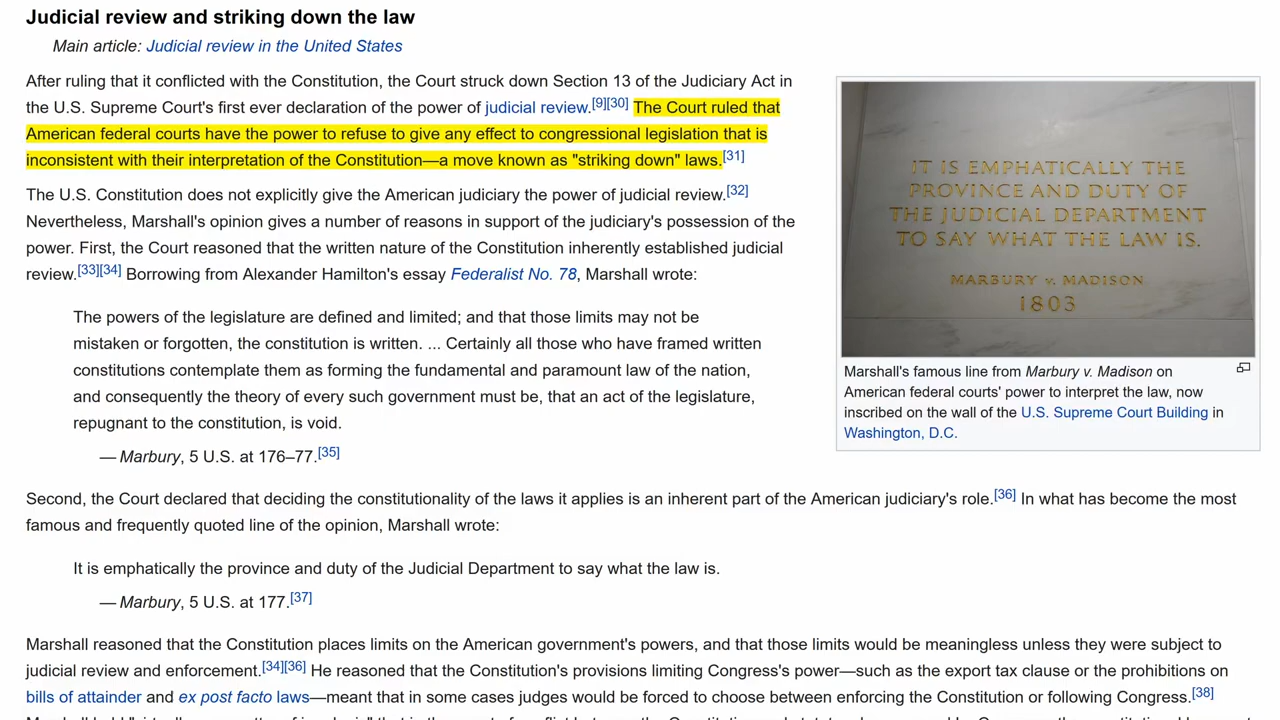 Judicial review and striking down the law
Main article: Judicial review in the United States
After ruling that it conflicted with the Constitution, the Court struck down Section 13 of the Judiciary Act in
the U.S. Supreme Court's first ever declaration of the power of judicial review.[9][30] The Court ruled that
American federal courts have the power to refuse to give any effect to congressional legislation that is
inconsistent with their interpretation of the Constitution—a move known as "striking down" laws.[31]
The U.S. Constitution does not explicitly give the American judiciary the power of judicial review.[32]
Nevertheless, Marshall's opinion gives a number of reasons in support of the judiciary's possession of the
power. First, the Court reasoned that the written nature of the Constitution inherently established judicial
review.[33][34] Borrowing from Alexander Hamilton's essay Federalist No. 78, Marshall wrote:
The powers of the legislature are defined and limited; and that those limits may not be
mistaken or forgotten, the constitution is written. ... Certainly all those who have framed written
constitutions contemplate them as forming the fundamental and paramount law of the nation,
and consequently the theory of every such government must be, that an act of the legislature,
repugnant to the constitution, is void.
— Marbury, 5 U.S. at 176–77.[35]
IT IS EMPHATICALLY THE
PROVINCE AND DUTY OF
THE JUDICIAL DEPARTMENT
TO SAY WHAT THE LAW IS.
MARBURY v. MADISON
1803
Marshall's famous line from Marbury v. Madison on
American federal courts' power to interpret the law, now
inscribed on the wall of the U.S. Supreme Court Building in
Washington, D.C.
Second, the Court declared that deciding the constitutionality of the laws it applies is an inherent part of the American judiciary's role.[36] In what has become the most
famous and frequently quoted line of the opinion, Marshall wrote:
It is emphatically the province and duty of the Judicial Department to say what the law is.
— Marbury, 5 U.S. at 177.[37]
Marshall reasoned that the Constitution places limits on the American government's powers, and that those limits would be meaningless unless they were subject to
judicial review and enforcement.[34][36] He reasoned that the Constitution's provisions limiting Congress's power—such as the export tax clause or the prohibitions on
bills of attainder and ex post facto laws—meant that in some cases judges would be forced to choose between enforcing the Constitution or following Congress.[38]